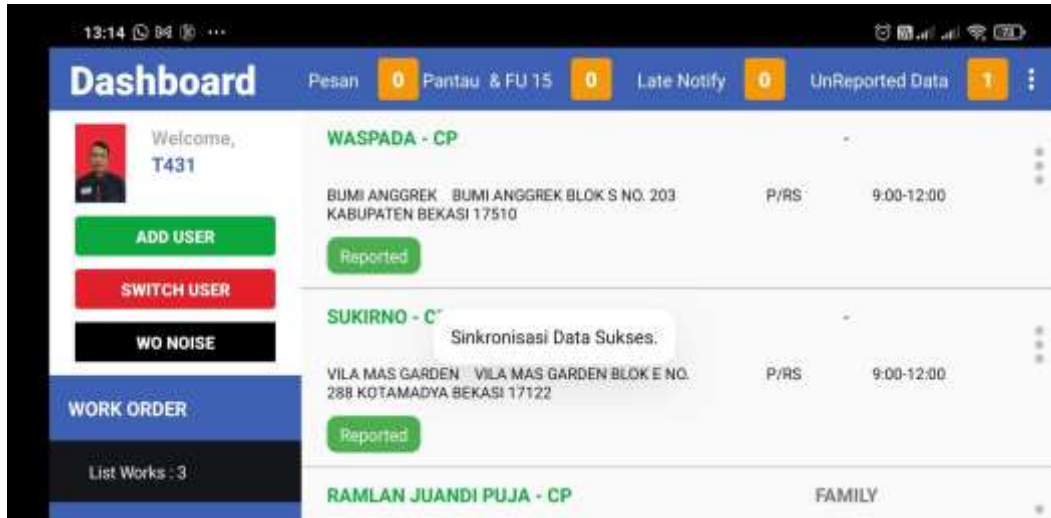 13:14
Dashboard
Pesan 0 Pantau & FU 15 0 Late Notify 0 UnReported Data 1
Welcome,
T431
ADD USER
SWITCH USER
WO NOISE
WORK ORDER
List Works : 3
WASPADA - CP -
BUMI ANGGREK BUMI ANGGREK BLOK S NO. 203 P/RS 9:00-12:00
KABUPATEN BEKASI 17510
Reported
SUKIRNO - -
Sinkronisasi Data Sukses.
VILA MAS GARDEN VILA MAS GARDEN BLOK E NO. P/RS 9:00-12:00
288 KOTAMADYA BEKASI 17122
Reported
RAMLAN JUANDI PUJA - CP FAMILY